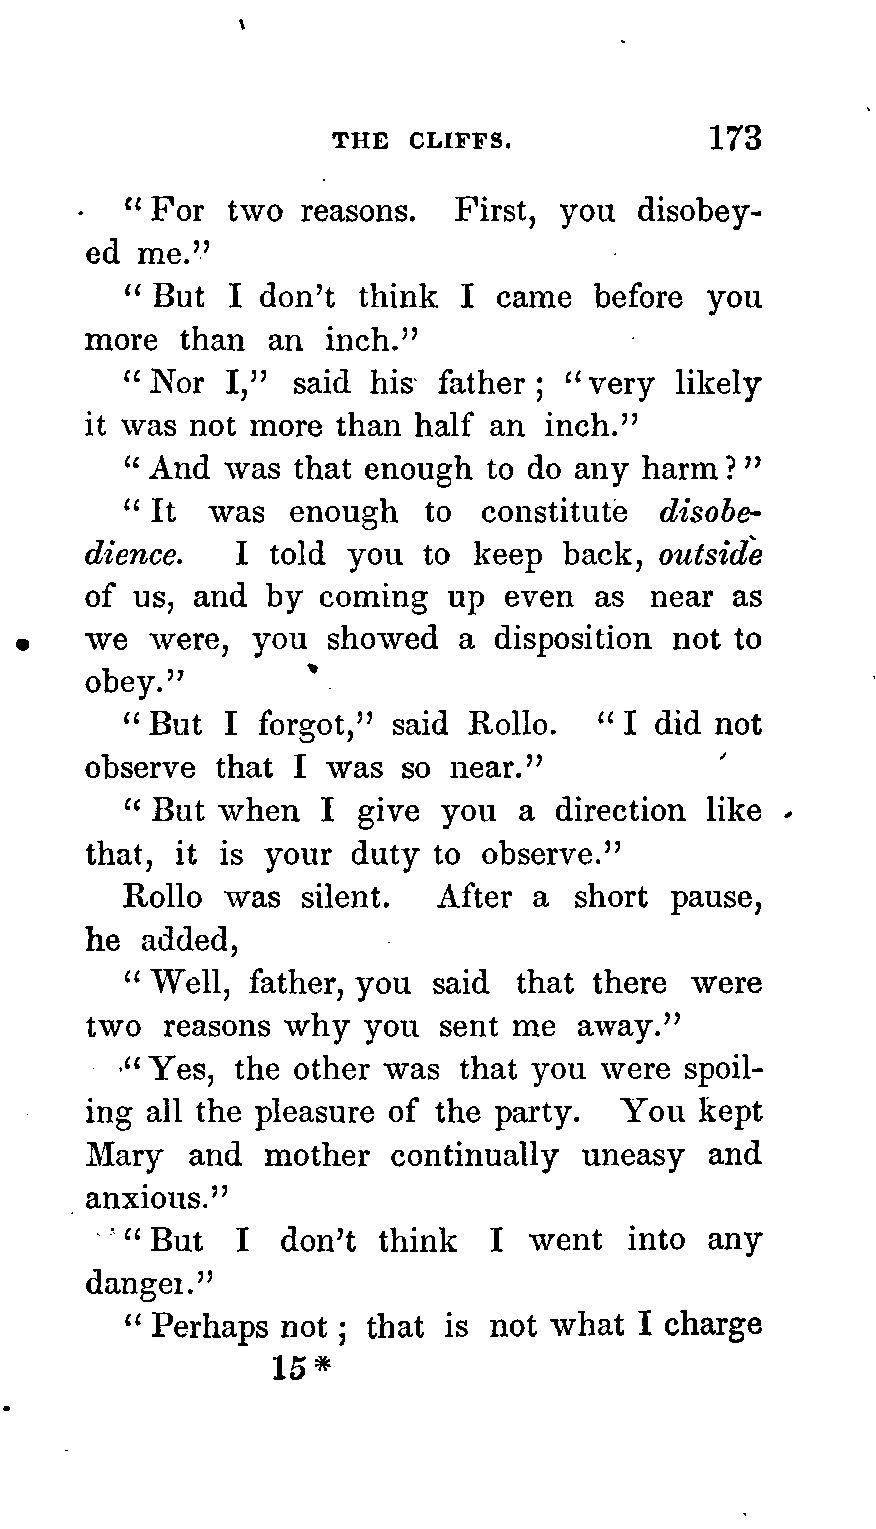 THE CLIFFS. 173
“For two reasons. First, you disobey-
ed me.”
“But I don’t think I came before you
more than an inch.”
“Nor I,” said his father; “very likely
it was not more than half an inch.”
“And was that enough to do any harm?”
“It was enough to constitute disobe-
dience. I told you to keep back, outside
of us, and by coming up even as near as
we were, you showed a disposition not to
obey.”
“But I forgot,” said Rollo. “I did not
observe that I was so near.”
“But when I give you a direction like
that, it is your duty to observe.”
Rollo was silent. After a short pause,
he added,
“Well, father, you said that there were
two reasons why you sent me away.”
“Yes, the other was that you were spoil-
ing all the pleasure of the party. You kept
Mary and mother continually uneasy and
anxious.”
“But I don’t think I went into any
danger.”
“Perhaps not; that is not what I charge
15*